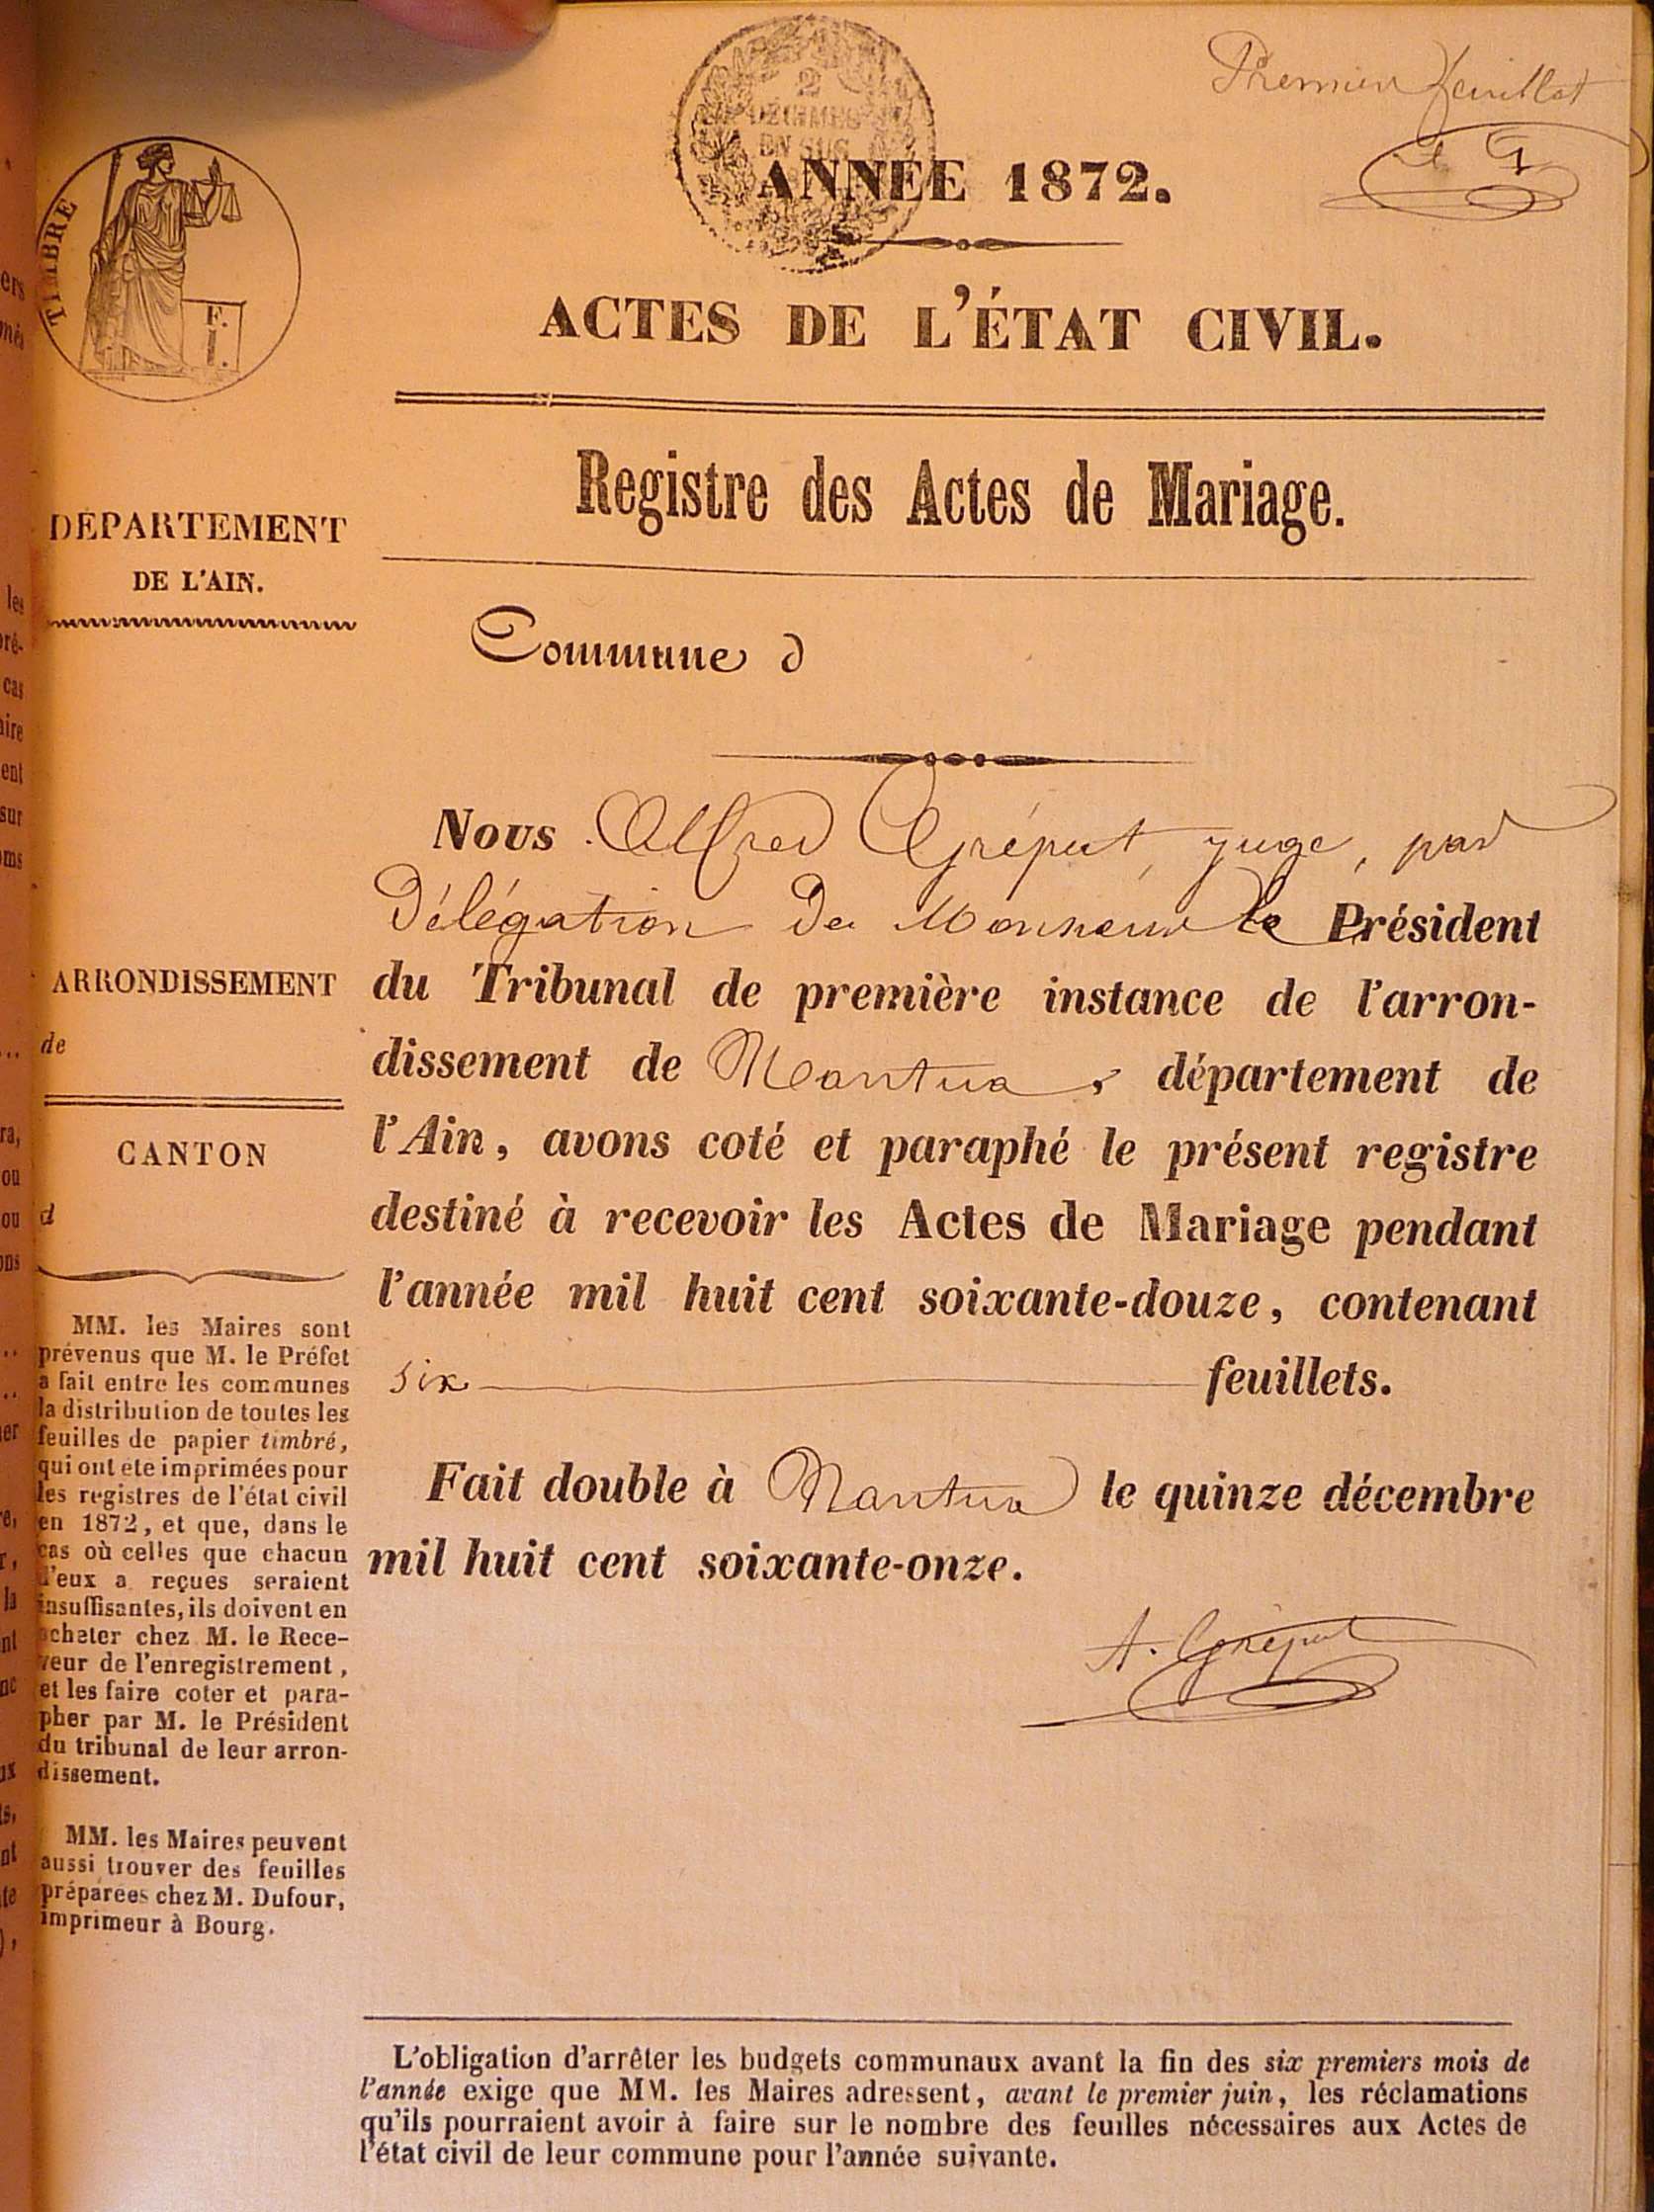 Premier feuillet
2
DÉCIMES
EN SUS
ANNÉE 1872.
TIMBRE
F.
I.
ACTES DE L'ÉTAT CIVIL.
Registre des Actes de Mariage.
DÉPARTEMENT
DE L'AIN.
Commune d
Nous Alfred Gréput, juge, par
Délégation De Monsieur le Président
du Tribunal de première instance de l'arron-
dissement de Nantua, département de
l'Ain, avons coté et paraphé le présent registre
destiné à recevoir les Actes de Mariage pendant
l'année mil huit cent soixante-douze, contenant
six feuillets.
Fait double à Nantua le quinze décembre
mil huit cent soixante-onze.
A. Gréput
ARRONDISSEMENT
de
CANTON
d
MM. les Maires sont
prévenus que M. le Préfet
a fait entre les communes
la distribution de toutes les
feuilles de papier timbré,
qui ont été imprimées pour
les registres de l'état civil
en 1872, et que, dans le
cas où celles que chacun
d'eux a reçues seraient
insuffisantes, ils doivent en
acheter chez M. le Rece-
veur de l'enregistrement,
et les faire coter et para-
pher par M. le Président
du tribunal de leur arron-
dissement.
MM. les Maires peuvent
aussi trouver des feuilles
préparées chez M. Dufour,
imprimeur à Bourg.
L'obligation d'arrêter les budgets communaux avant la fin des six premiers mois de
l'année exige que MM. les Maires adressent, avant le premier juin, les réclamations
qu'ils pourraient avoir à faire sur le nombre des feuilles nécessaires aux Actes de
l'état civil de leur commune pour l'année suivante.